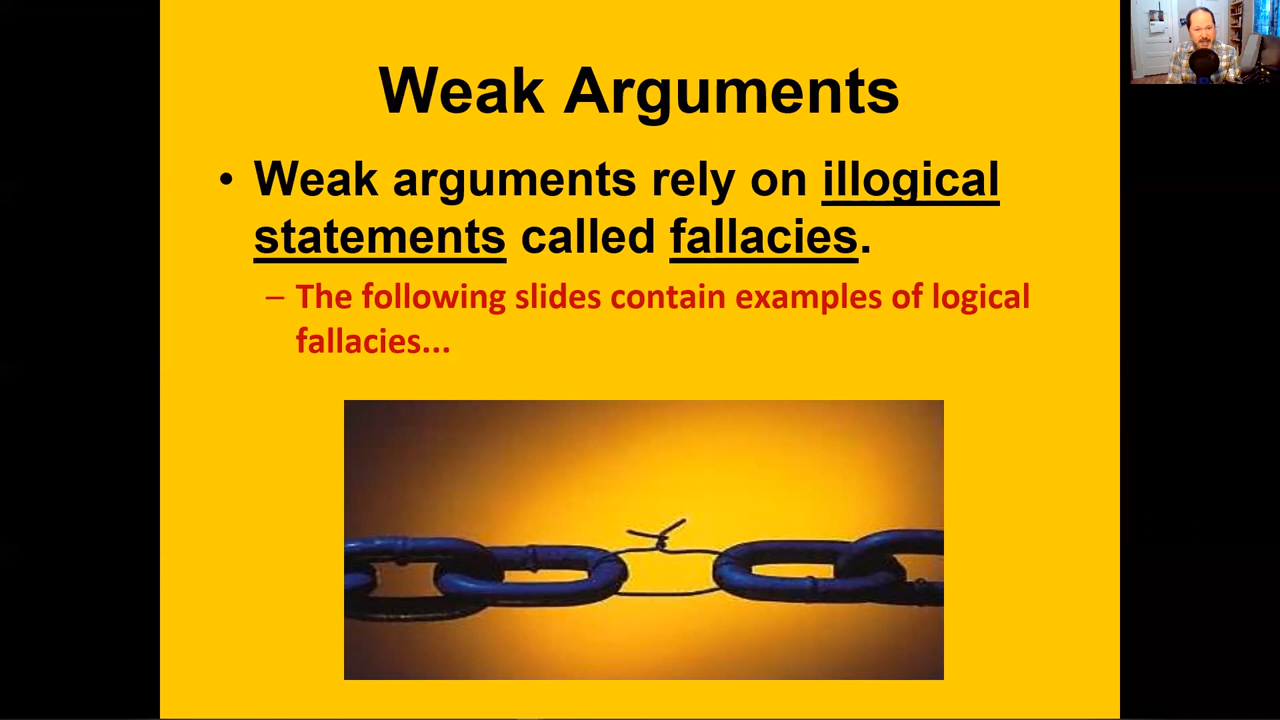 Weak Arguments
• Weak arguments rely on illogical
statements called fallacies.
– The following slides contain examples of logical
fallacies...